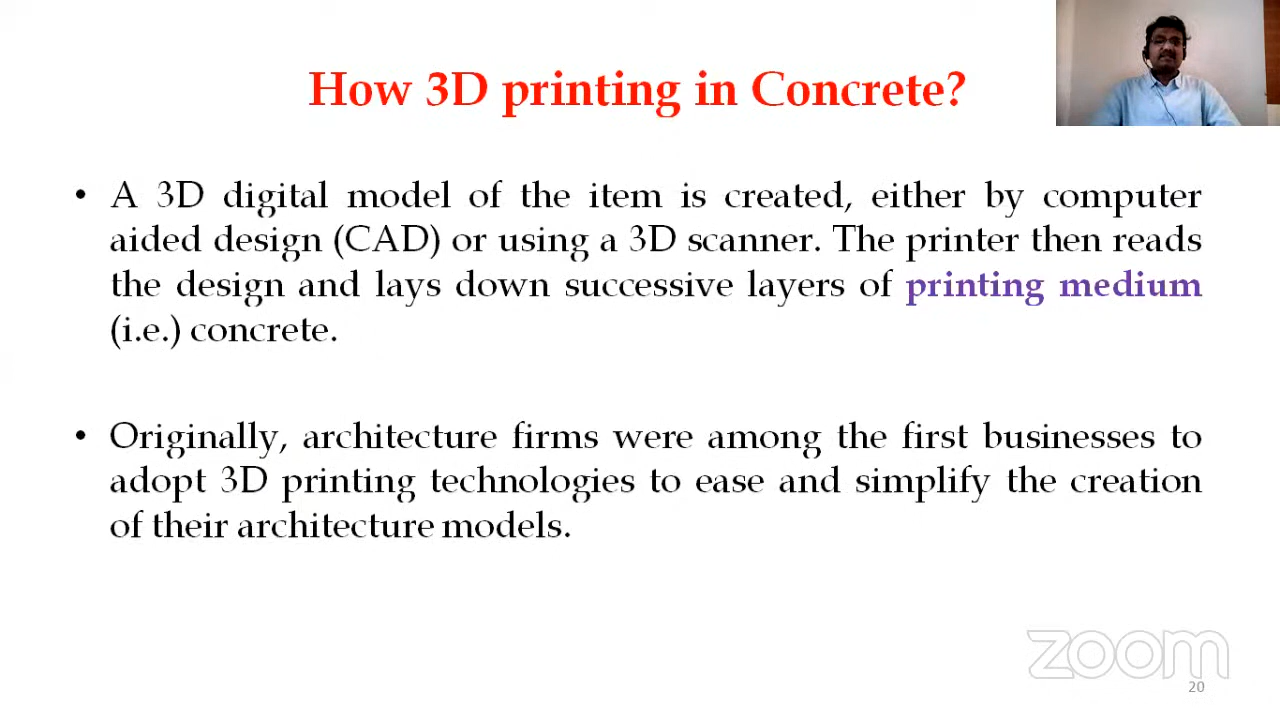 How 3D printing in Concrete?
• A 3D digital model of the item is created, either by computer
aided design (CAD) or using a 3D scanner. The printer then reads
the design and lays down successive layers of printing medium
(i.e.) concrete.
• Originally, architecture firms were among the first businesses to
adopt 3D printing technologies to ease and simplify the creation
of their architecture models.
zoom
20